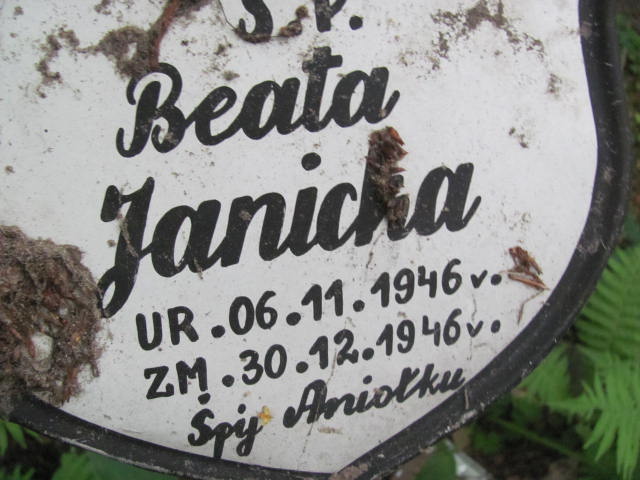 Ś.P.
Beata
Janicka
UR.06.11.1946r.
ZM.30.12.1946r.
Śpij Aniołku